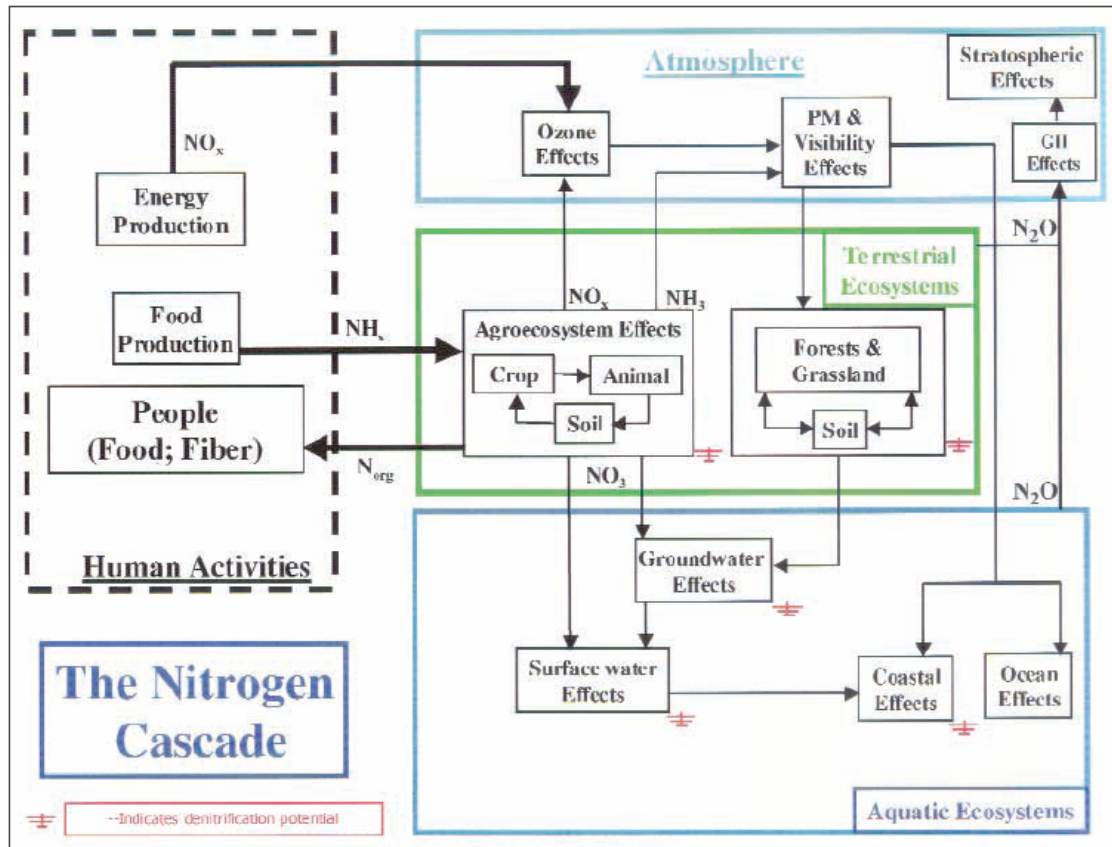 Atmosphere
Stratospheric
Effects
NOₓ
Ozone
Effects
PM &
Visibility
Effects
GH
Effects
Energy
Production
N₂O
Terrestrial
Ecosystems
Food
Production
NHₓ
NOₓ
NH₃
Agroecosystem Effects
Crop
Animal
Soil
Forests &
Grassland
Soil
People
(Food; Fiber)
N_org
NO₃
N₂O
Human Activities
Groundwater
Effects
Surface water
Effects
Coastal
Effects
Ocean
Effects
The Nitrogen
Cascade
--Indicates denitrification potential
Aquatic Ecosystems